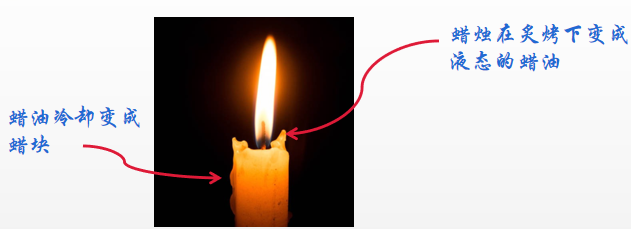 蜡烛在炙烤下变成
液态的蜡油
蜡油冷却变成
蜡块